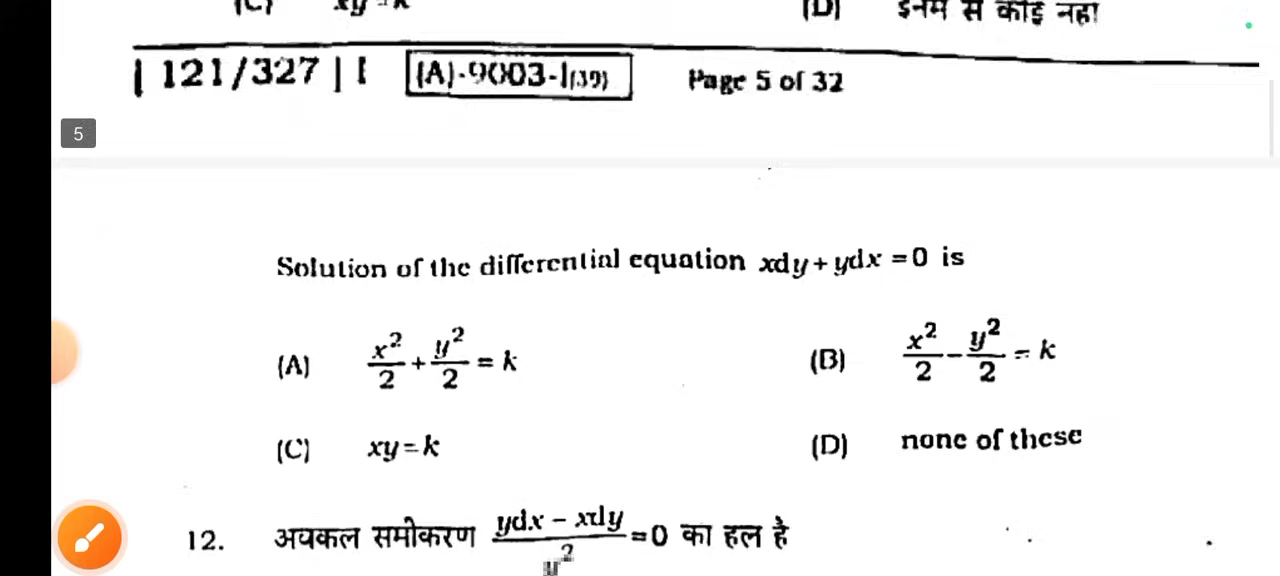 (C) xy = k (D) इनमें से कोई नहीं
| 121/327 | [ (A)-9003-I(39) Page 5 of 32
5
Solution of the differential equation xdy + ydx = 0 is
(A) x²/2 + y²/2 = k (B) x²/2 − y²/2 = k
(C) xy = k (D) none of these
12. अवकल समीकरण (ydx − xdy)/y² = 0 का हल है